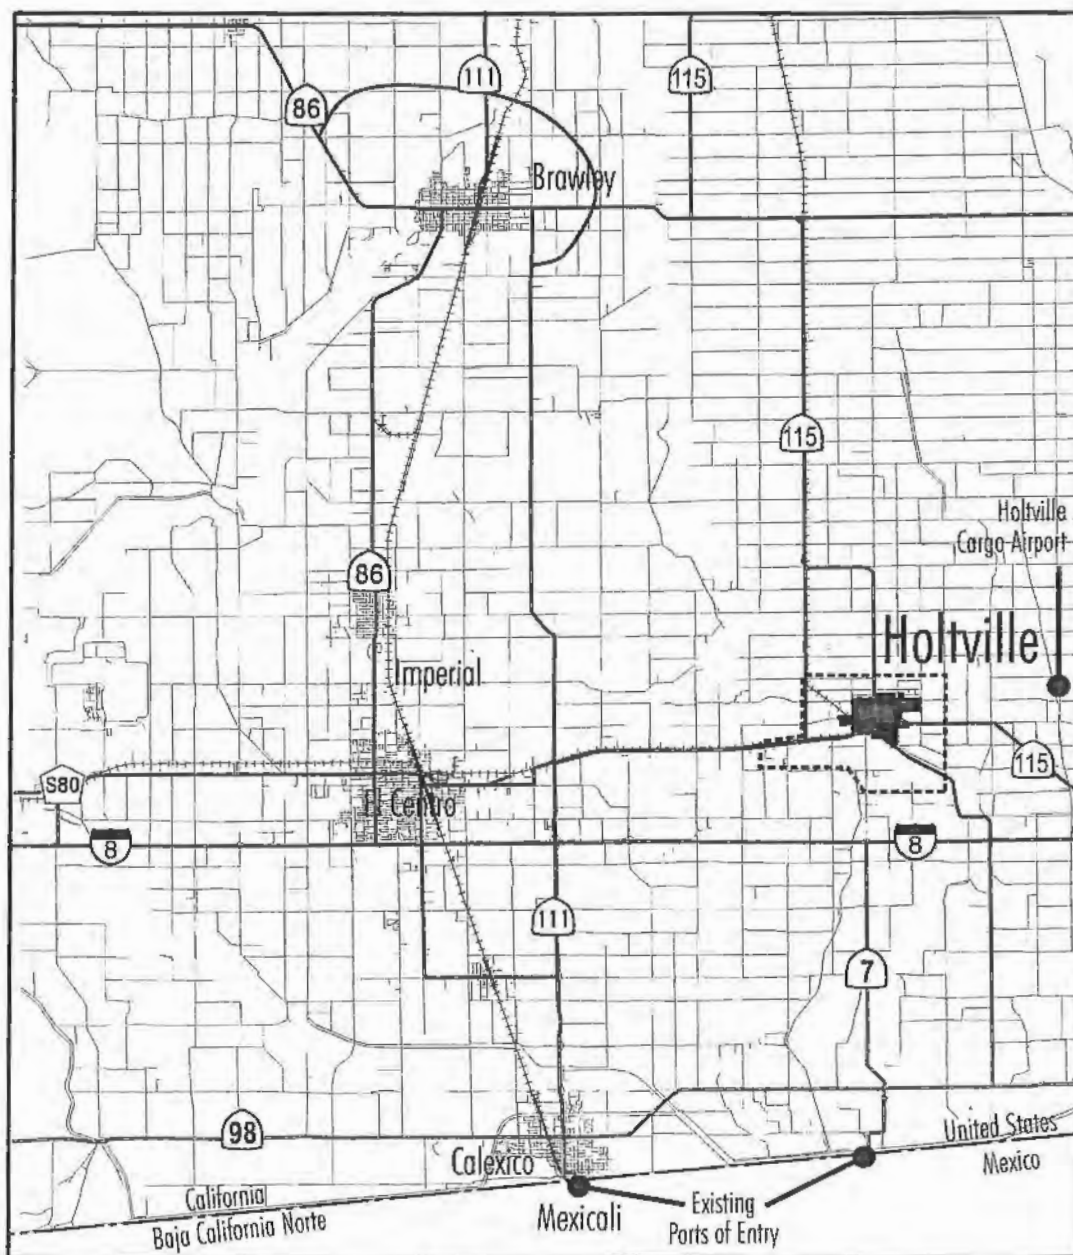 111
115
86
Brawley
115
Holtville
Cargo Airport
86
Holtville
Imperial
S80
115
El Centro
8
8
111
7
98
United States
Calexico
Mexico
California
Existing
Baja California Norte
Mexicali
Ports of Entry